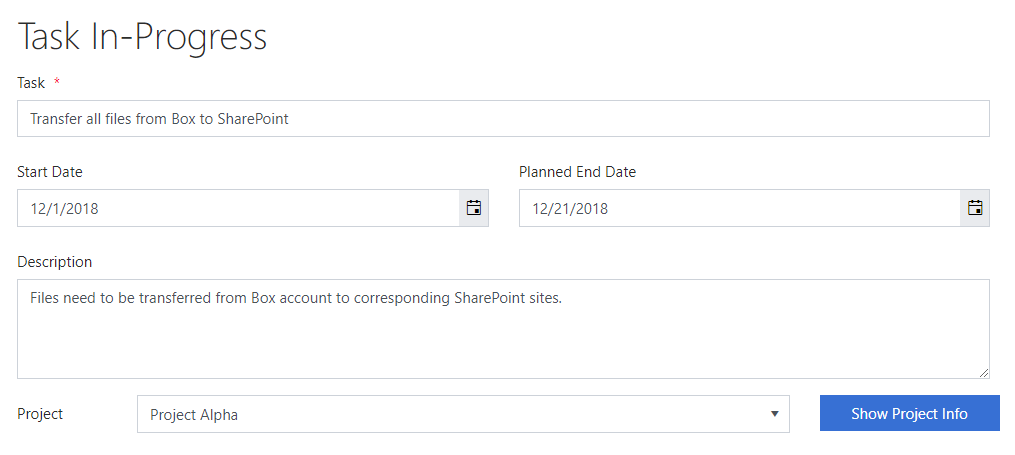 Task In-Progress
Task *
Transfer all files from Box to SharePoint
Start Date
Planned End Date
12/1/2018
12/21/2018
Description
Files need to be transferred from Box account to corresponding SharePoint sites.
Project
Project Alpha
Show Project Info